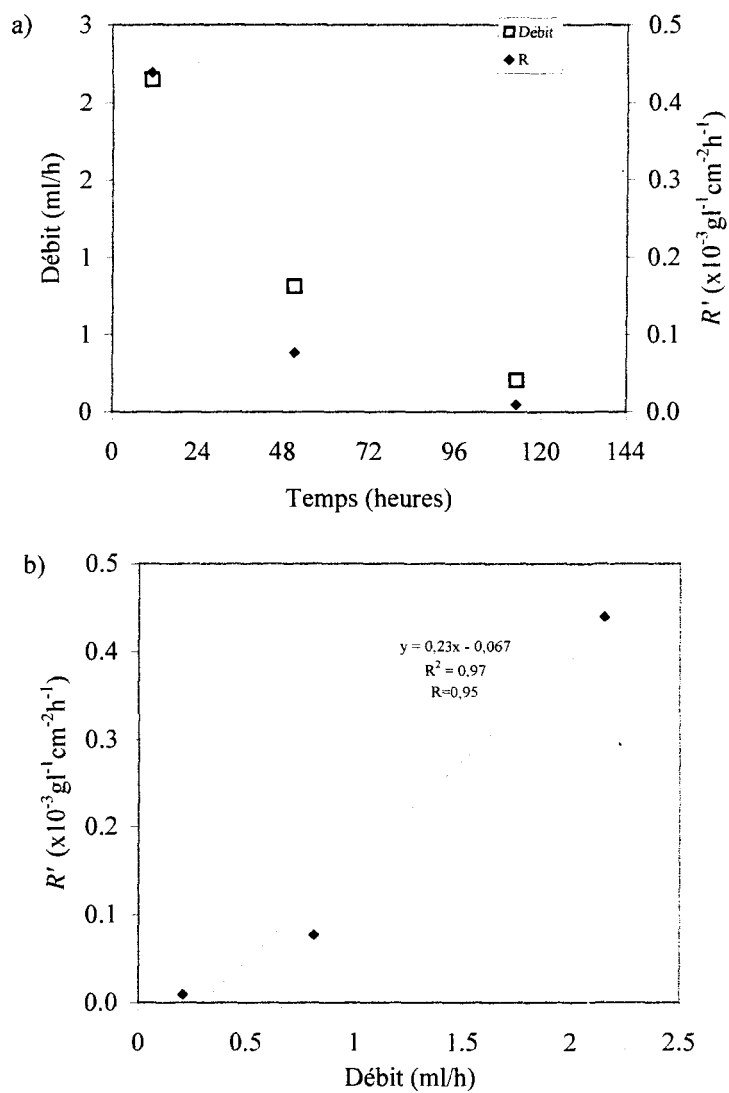 a)
3
2
2
1
1
0
Débit (ml/h)
0.5
0.4
0.3
0.2
0.1
0.0
R' (x10⁻³gl⁻¹cm⁻²h⁻¹)
Débit
R
0 24 48 72 96 120 144
Temps (heures)
b)
0.5
0.4
0.3
0.2
0.1
0.0
R' (x10⁻³gl⁻¹cm⁻²h⁻¹)
y = 0,23x - 0,067
R² = 0,97
R=0,95
0 0.5 1 1.5 2 2.5
Débit (ml/h)